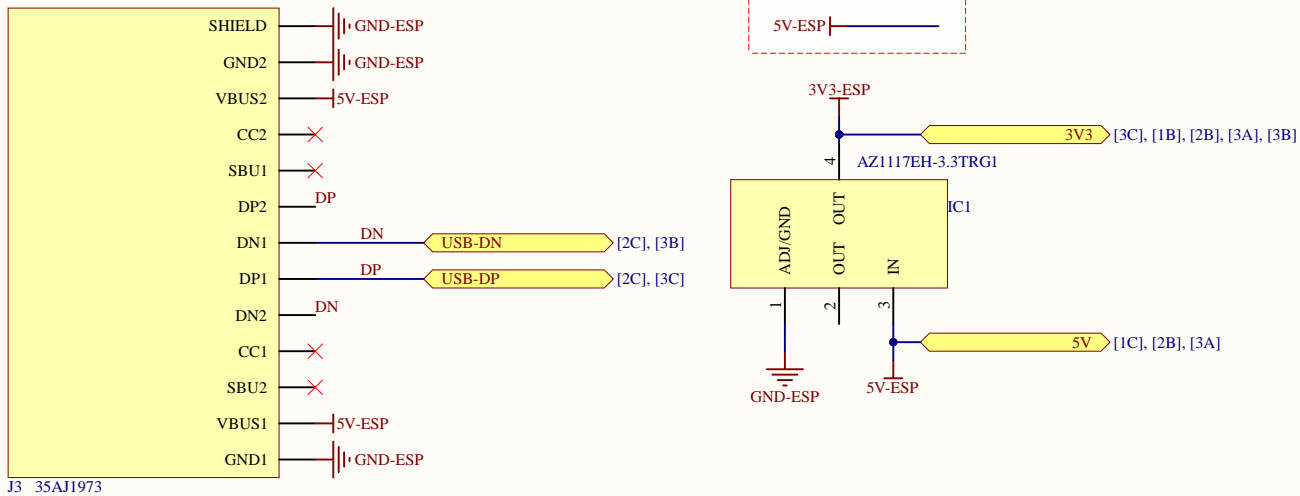 SHIELD
GND-ESP
GND2
GND-ESP
VBUS2
5V-ESP
CC2
SBU1
DP2
DP
DN1
DN
USB-DN
[2C], [3B]
DP1
DP
USB-DP
[2C], [3C]
DN2
DN
CC1
SBU2
VBUS1
5V-ESP
GND1
GND-ESP
J3 35AJ1973
5V-ESP
3V3-ESP
3V3
[3C], [1B], [2B], [3A], [3B]
4
AZ1117EH-3.3TRG1
IC1
ADJ/GND
OUT
OUT
IN
1
2
3
5V
[1C], [2B], [3A]
GND-ESP
5V-ESP